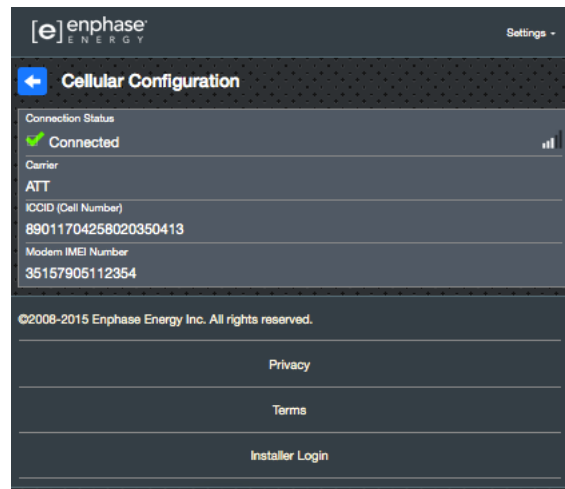 [e] enphase
ENERGY
Settings
Cellular Configuration
Connection Status
Connected
Carrier
ATT
ICCID (Cell Number)
89011704258020350413
Modem IMEI Number
35157905112354
©2008-2015 Enphase Energy Inc. All rights reserved.
Privacy
Terms
Installer Login